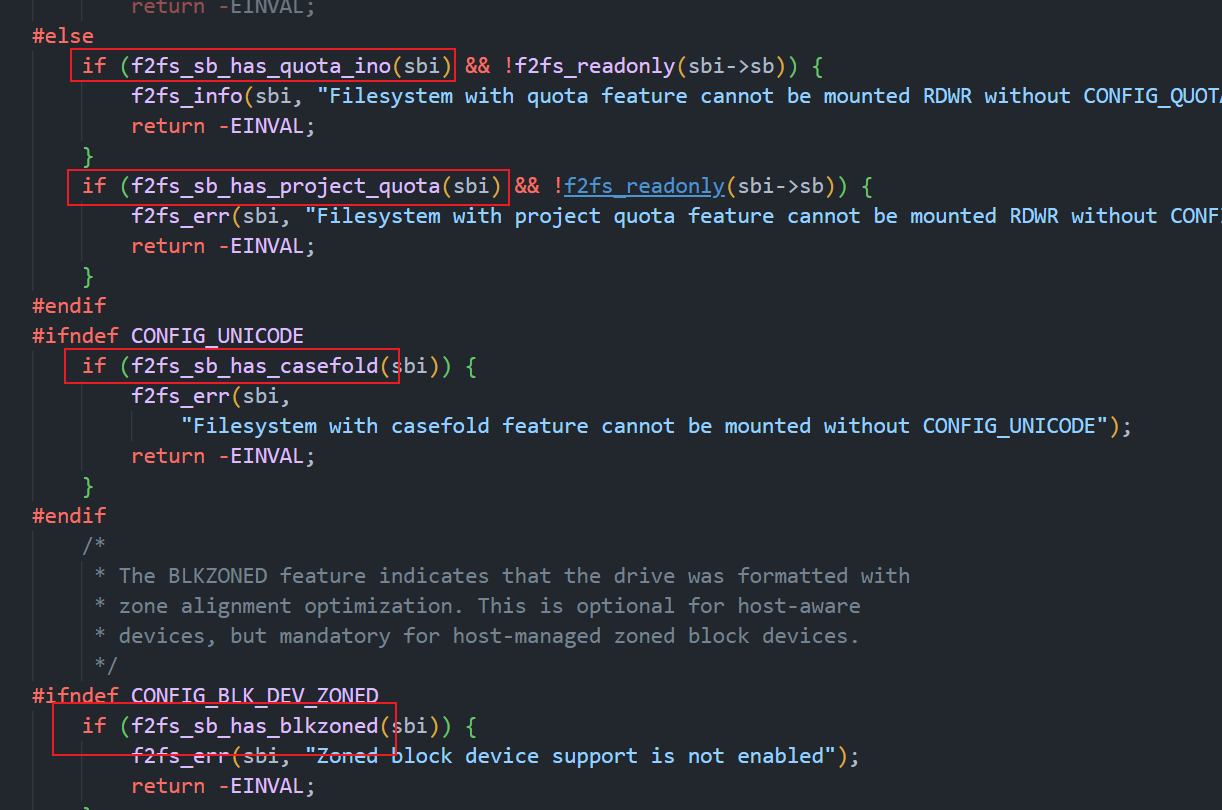 return -EINVAL;
#else
if (f2fs_sb_has_quota_ino(sbi) && !f2fs_readonly(sbi->sb)) {
f2fs_info(sbi, "Filesystem with quota feature cannot be mounted RDWR without CONFIG_QUOTA
return -EINVAL;
}
if (f2fs_sb_has_project_quota(sbi) && !f2fs_readonly(sbi->sb)) {
f2fs_err(sbi, "Filesystem with project quota feature cannot be mounted RDWR without CONFI
return -EINVAL;
}
#endif
#ifndef CONFIG_UNICODE
if (f2fs_sb_has_casefold(sbi)) {
f2fs_err(sbi,
"Filesystem with casefold feature cannot be mounted without CONFIG_UNICODE");
return -EINVAL;
}
#endif
/*
* The BLKZONED feature indicates that the drive was formatted with
* zone alignment optimization. This is optional for host-aware
* devices, but mandatory for host-managed zoned block devices.
*/
#ifndef CONFIG_BLK_DEV_ZONED
if (f2fs_sb_has_blkzoned(sbi)) {
f2fs_err(sbi, "Zoned block device support is not enabled");
return -EINVAL;